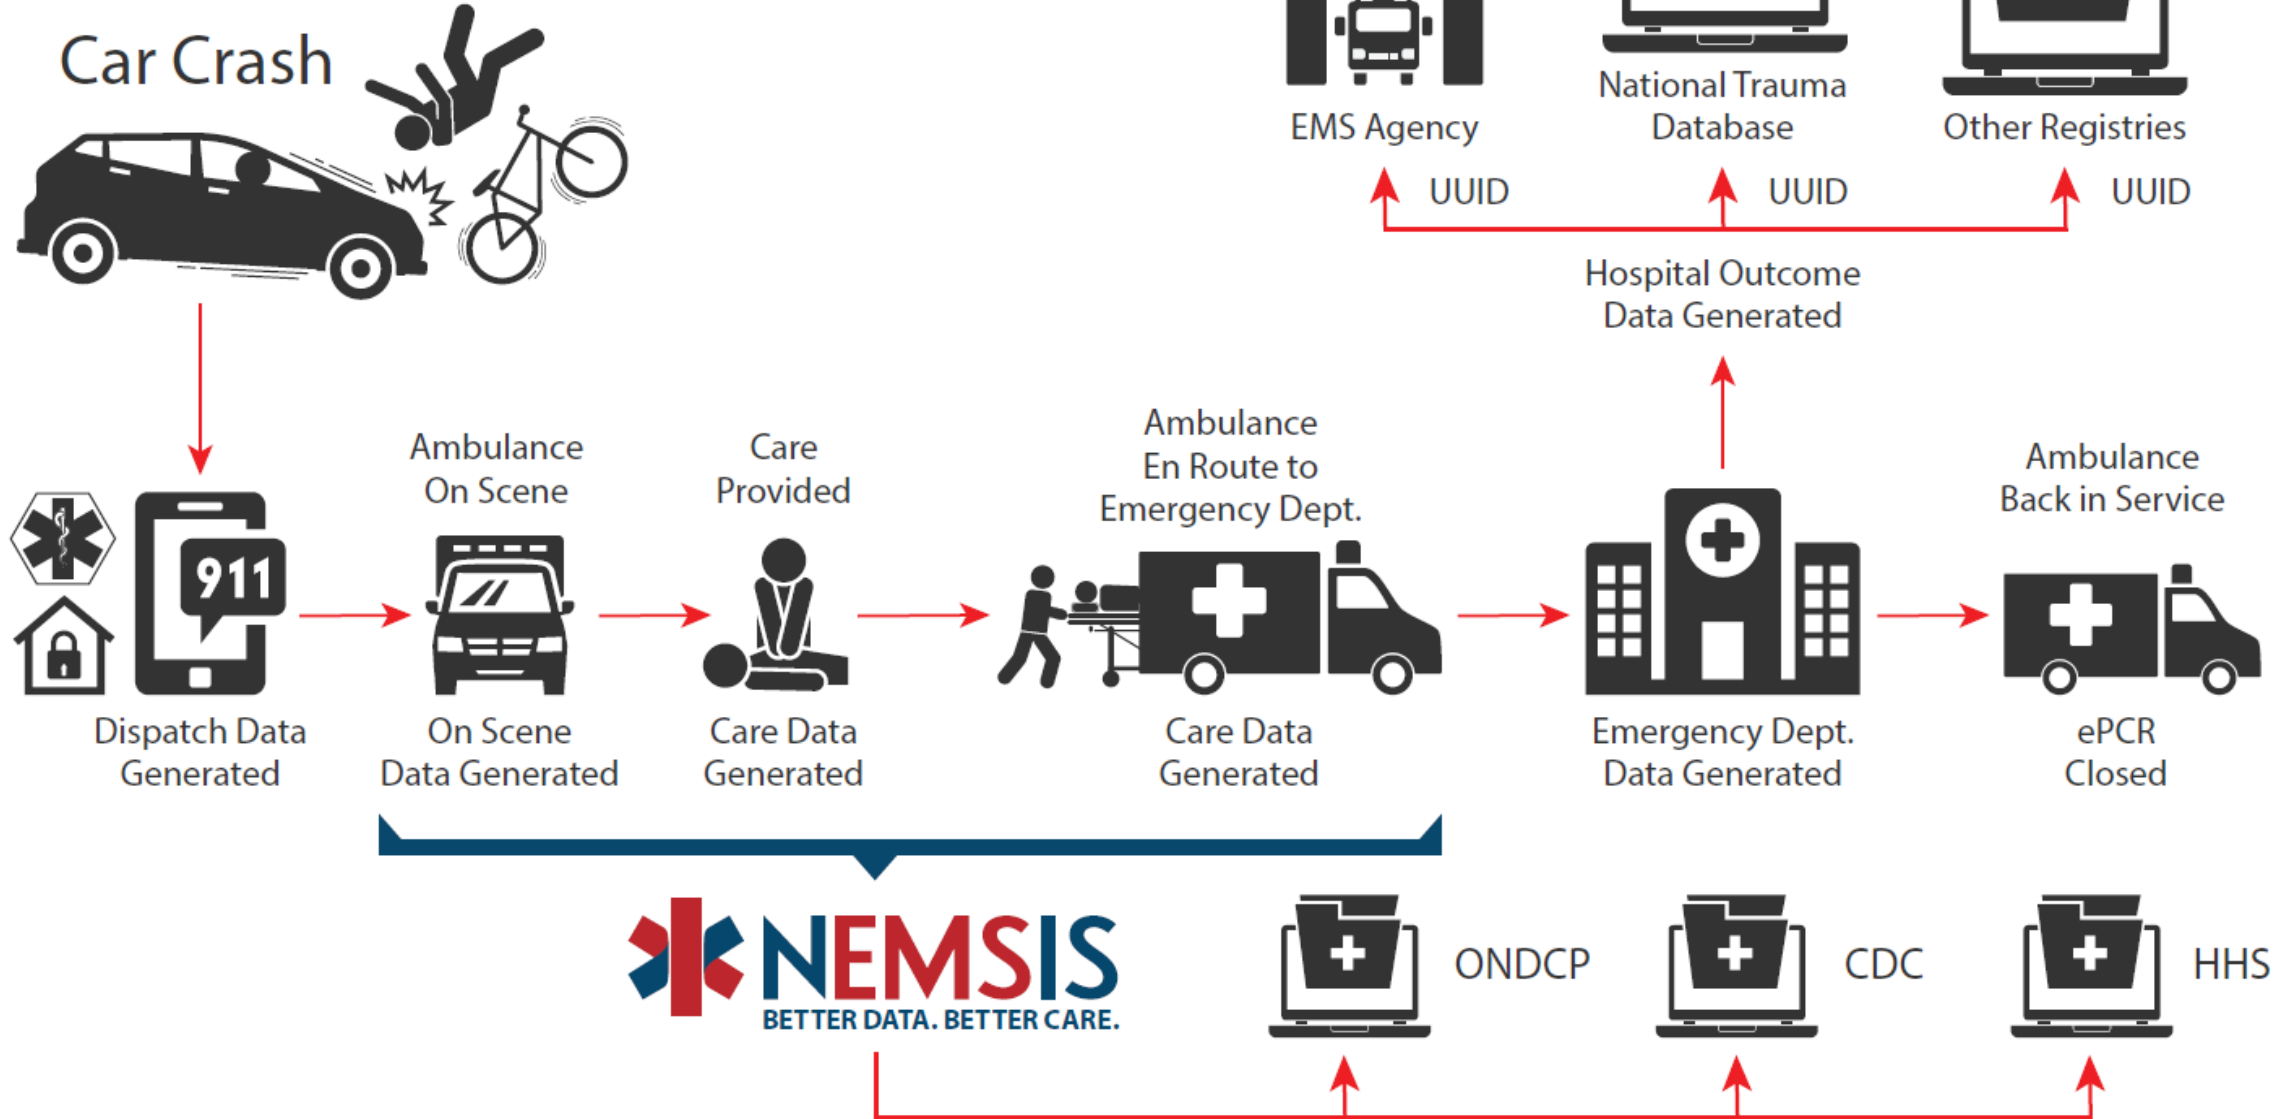 Car Crash
EMS Agency
National Trauma
Database
Other Registries
UUID
UUID
UUID
Hospital Outcome
Data Generated
Ambulance
On Scene
Care
Provided
Ambulance
En Route to
Emergency Dept.
Ambulance
Back in Service
911
Dispatch Data
Generated
On Scene
Data Generated
Care Data
Generated
Care Data
Generated
Emergency Dept.
Data Generated
ePCR
Closed
NEMSIS
BETTER DATA. BETTER CARE.
ONDCP
CDC
HHS